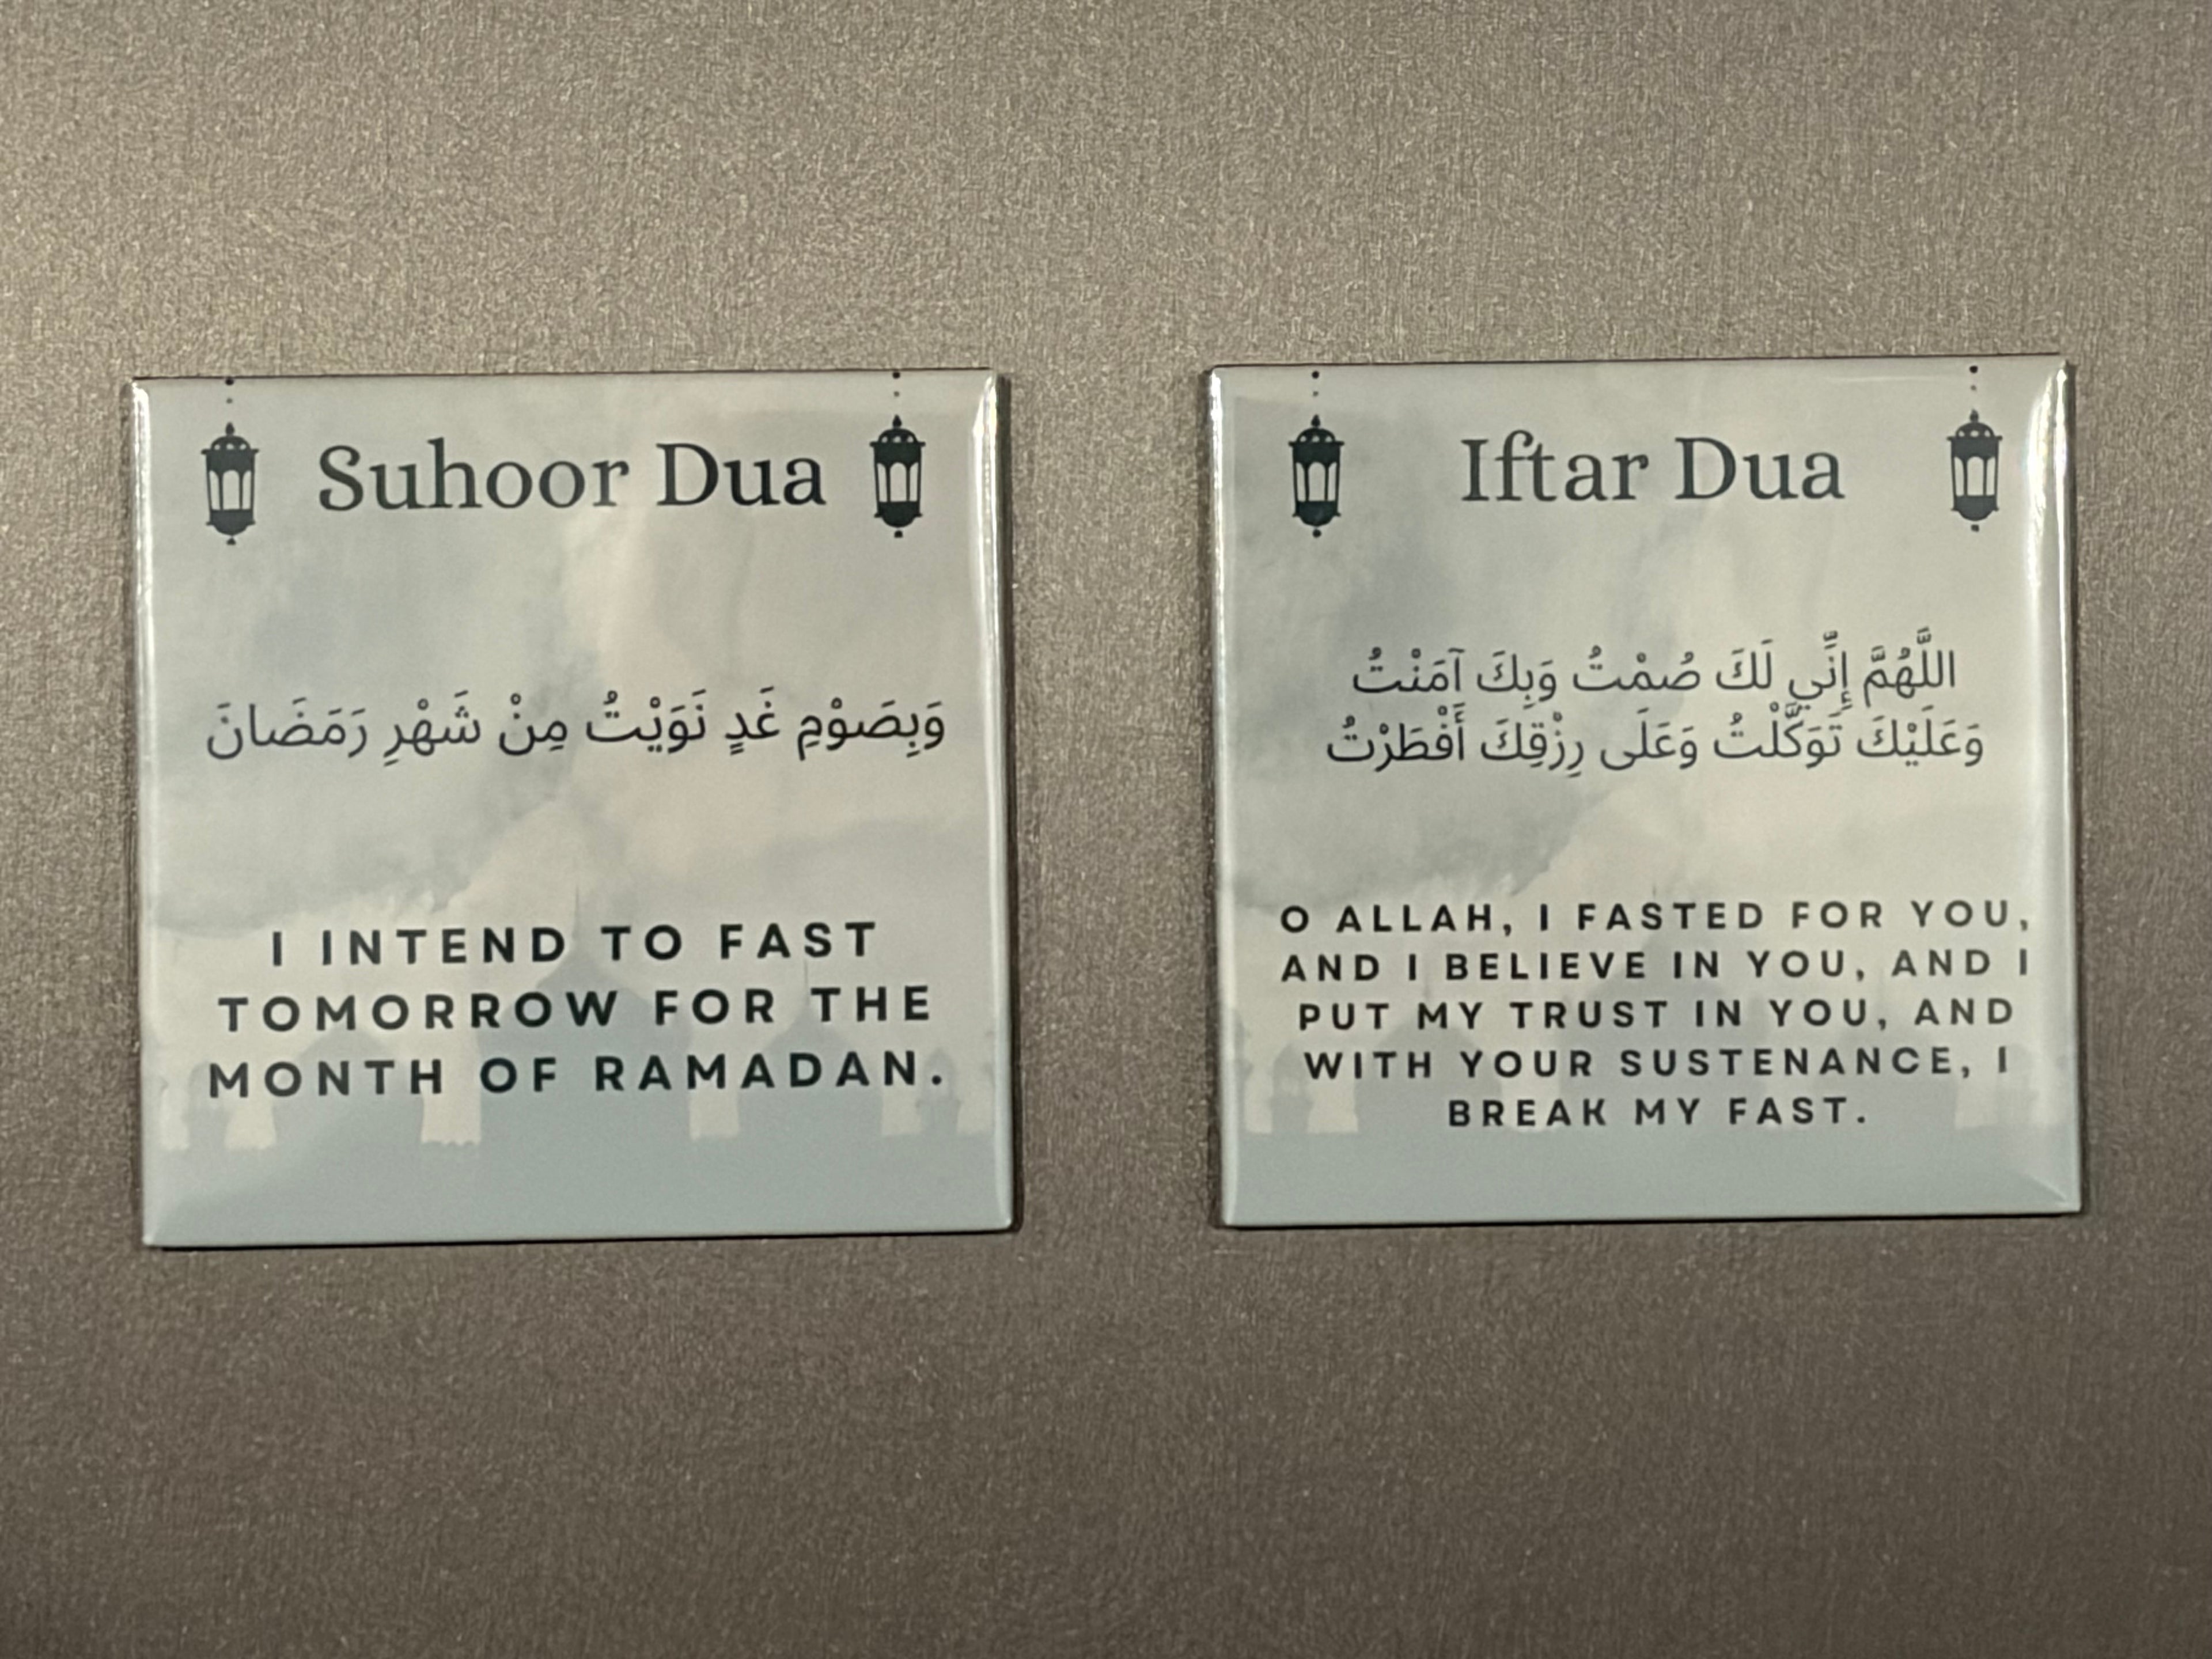 Suhoor Dua
وَبِصَوْمِ غَدٍ نَوَيْتُ مِنْ شَهْرِ رَمَضَانَ
I INTEND TO FAST
TOMORROW FOR THE
MONTH OF RAMADAN.
Iftar Dua
اللَّهُمَّ إِنِّي لَكَ صُمْتُ وَبِكَ آمَنْتُ
وَعَلَيْكَ تَوَكَّلْتُ وَعَلَى رِزْقِكَ أَفْطَرْتُ
O ALLAH, I FASTED FOR YOU,
AND I BELIEVE IN YOU, AND I
PUT MY TRUST IN YOU, AND
WITH YOUR SUSTENANCE, I
BREAK MY FAST.